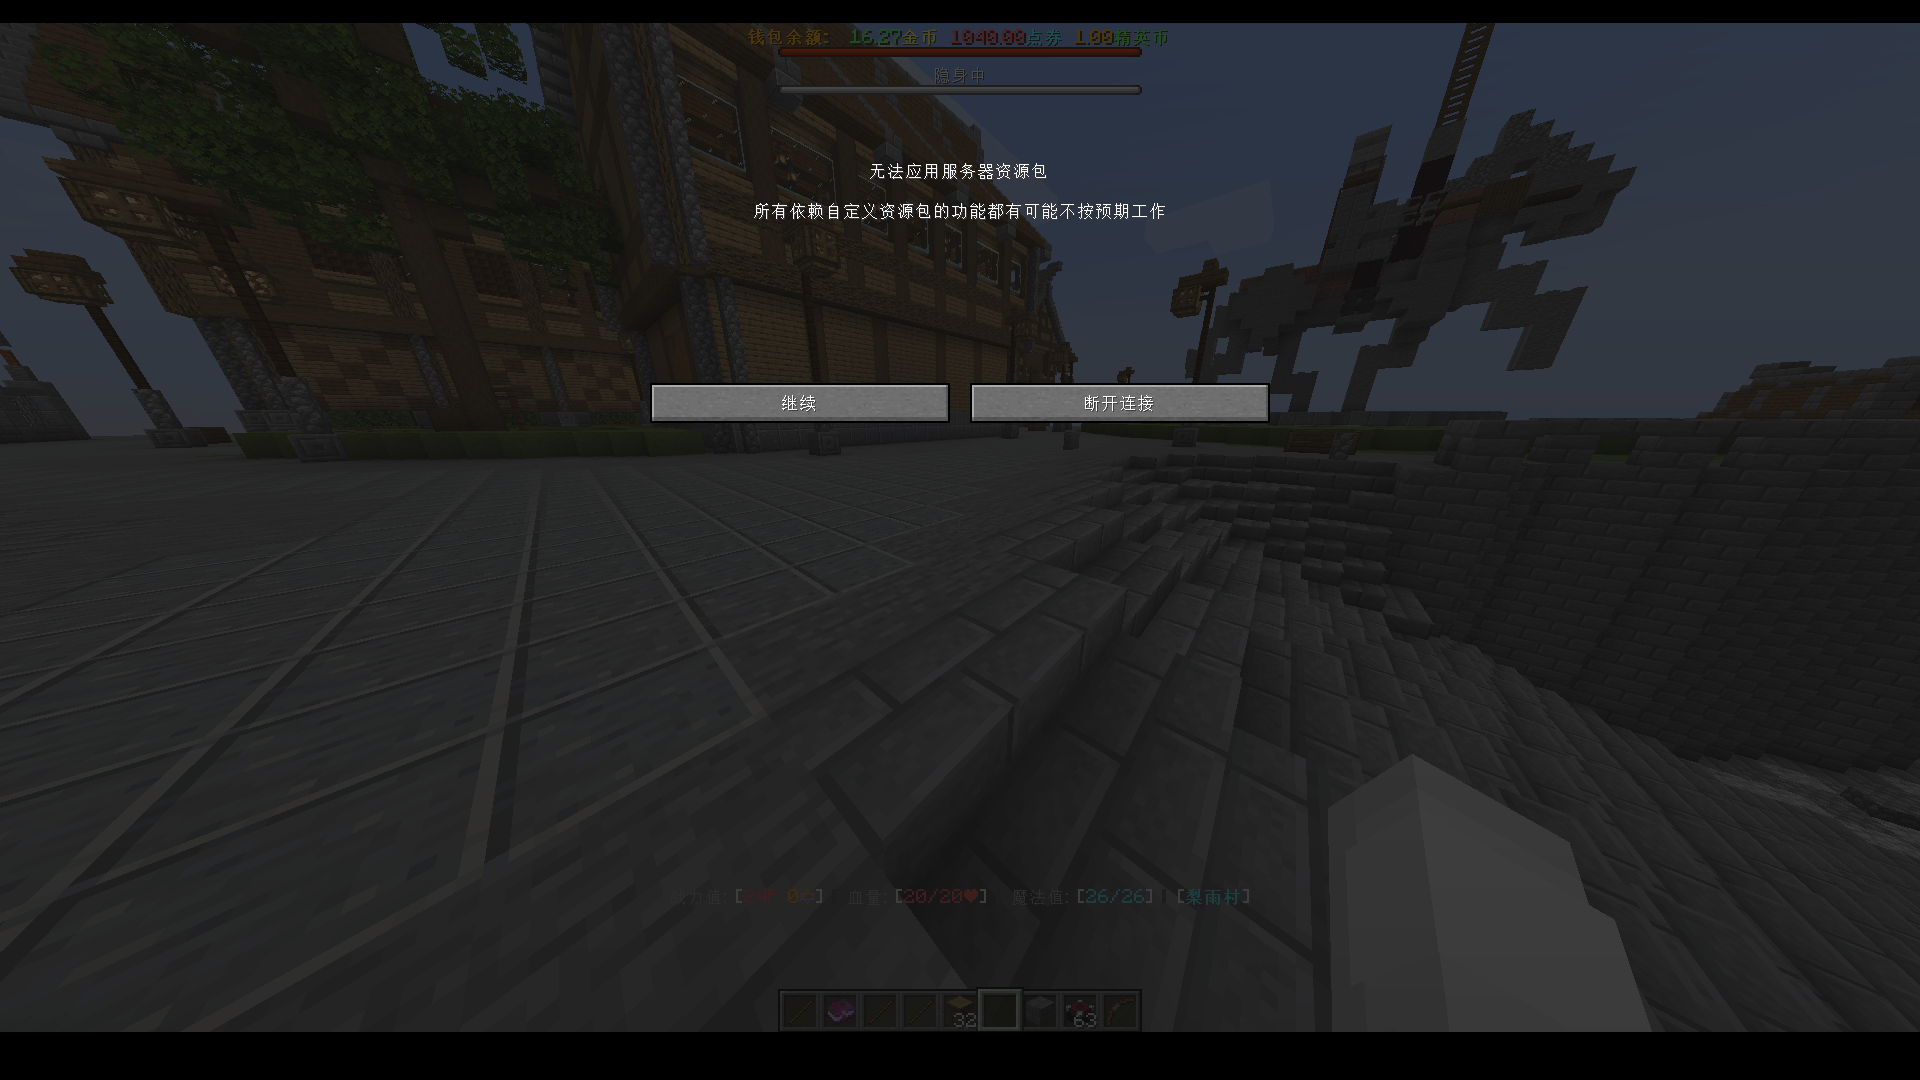 钱包余额: 16.27金币 1040.00点券 1.00精英币
隐身中
无法应用服务器资源包
所有依赖自定义资源包的功能都有可能不按预期工作
继续
断开连接
值:[ 0 ] 血量:[20/20❤] 魔法值:[26/26] [梨雨村]
32
63